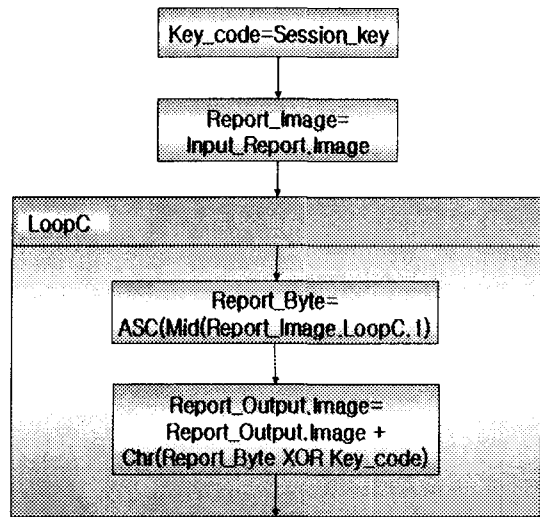 Key_code=Session_key
Report_Image=
Input_Report.Image
LoopC
Report_Byte=
ASC(Mid(Report_Image.LoopC, 1)
Report_Output.Image=
Report_Output.Image +
Chr(Report_Byte XOR Key_code)